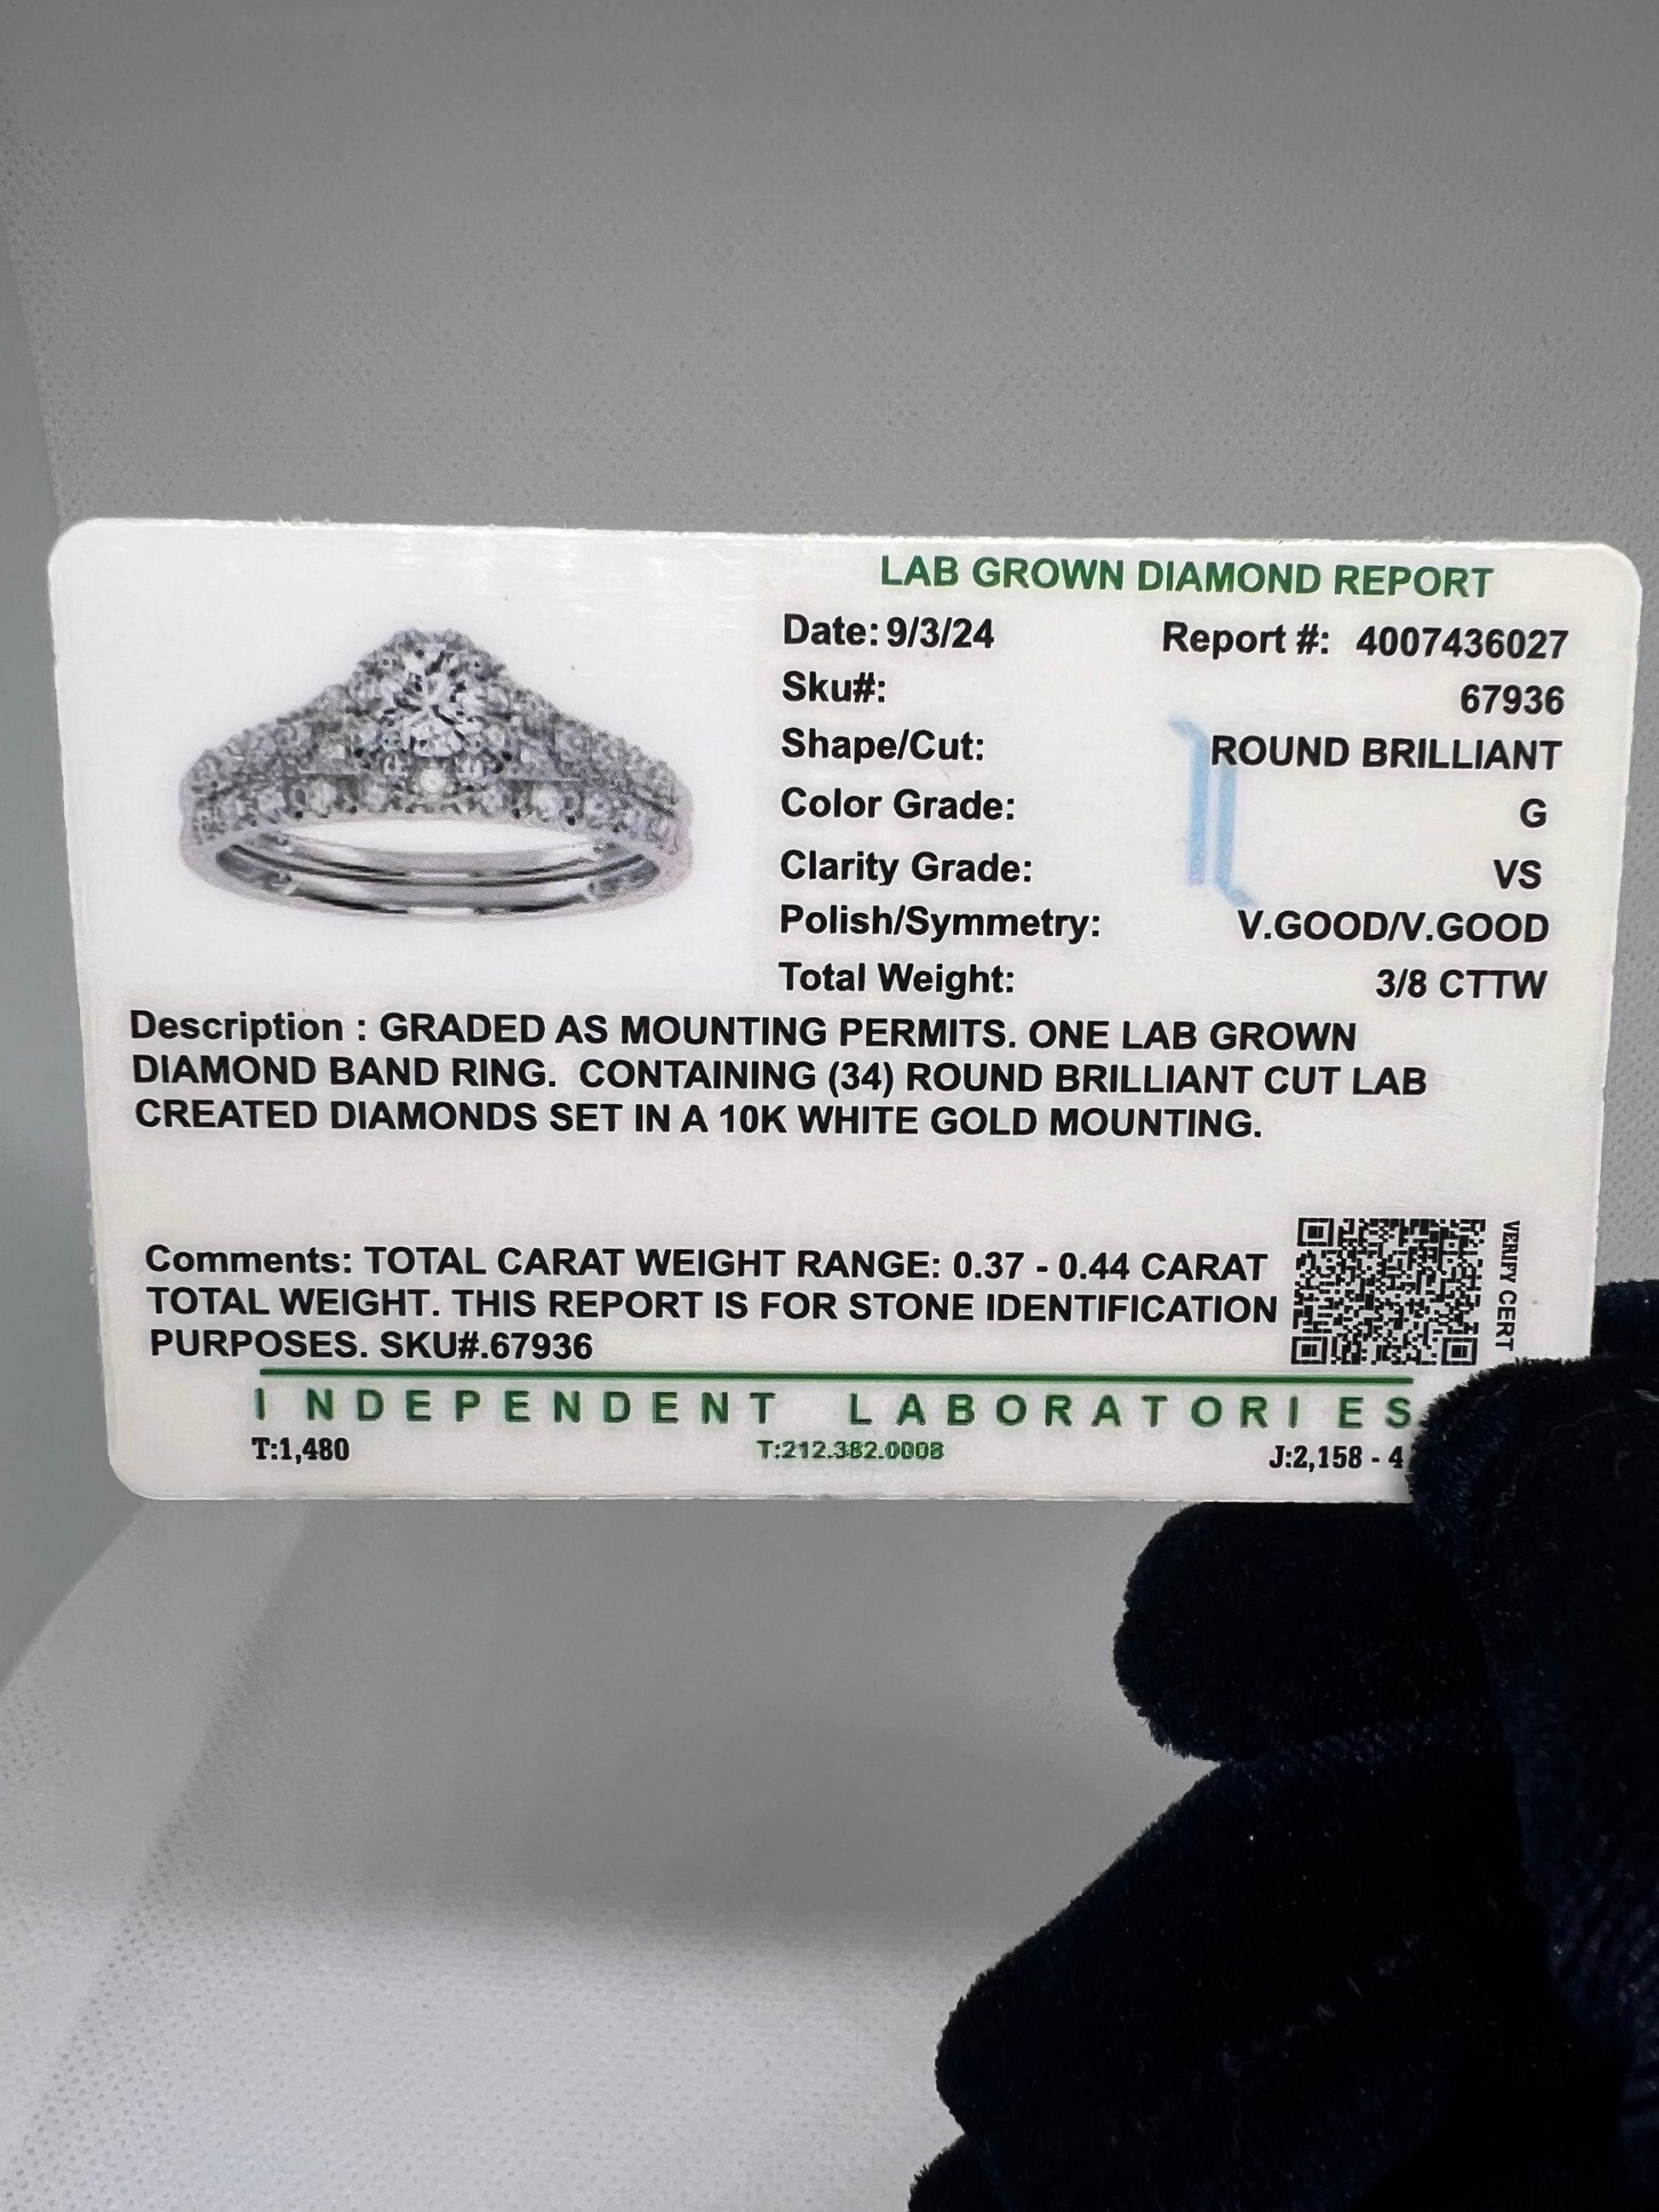 LAB GROWN DIAMOND REPORT
Date: 9/3/24 Report #: 4007436027
Sku#: 67936
Shape/Cut: ROUND BRILLIANT
Color Grade: G
Clarity Grade: VS
Polish/Symmetry: V.GOOD/V.GOOD
Total Weight: 3/8 CTTW
Description : GRADED AS MOUNTING PERMITS. ONE LAB GROWN
DIAMOND BAND RING. CONTAINING (34) ROUND BRILLIANT CUT LAB
CREATED DIAMONDS SET IN A 10K WHITE GOLD MOUNTING.
Comments: TOTAL CARAT WEIGHT RANGE: 0.37 - 0.44 CARAT
TOTAL WEIGHT. THIS REPORT IS FOR STONE IDENTIFICATION
PURPOSES. SKU#.67936
VERIFY CERT
INDEPENDENT LABORATORIES
T:1,480 T:212.382.0008 J:2,158 - 4